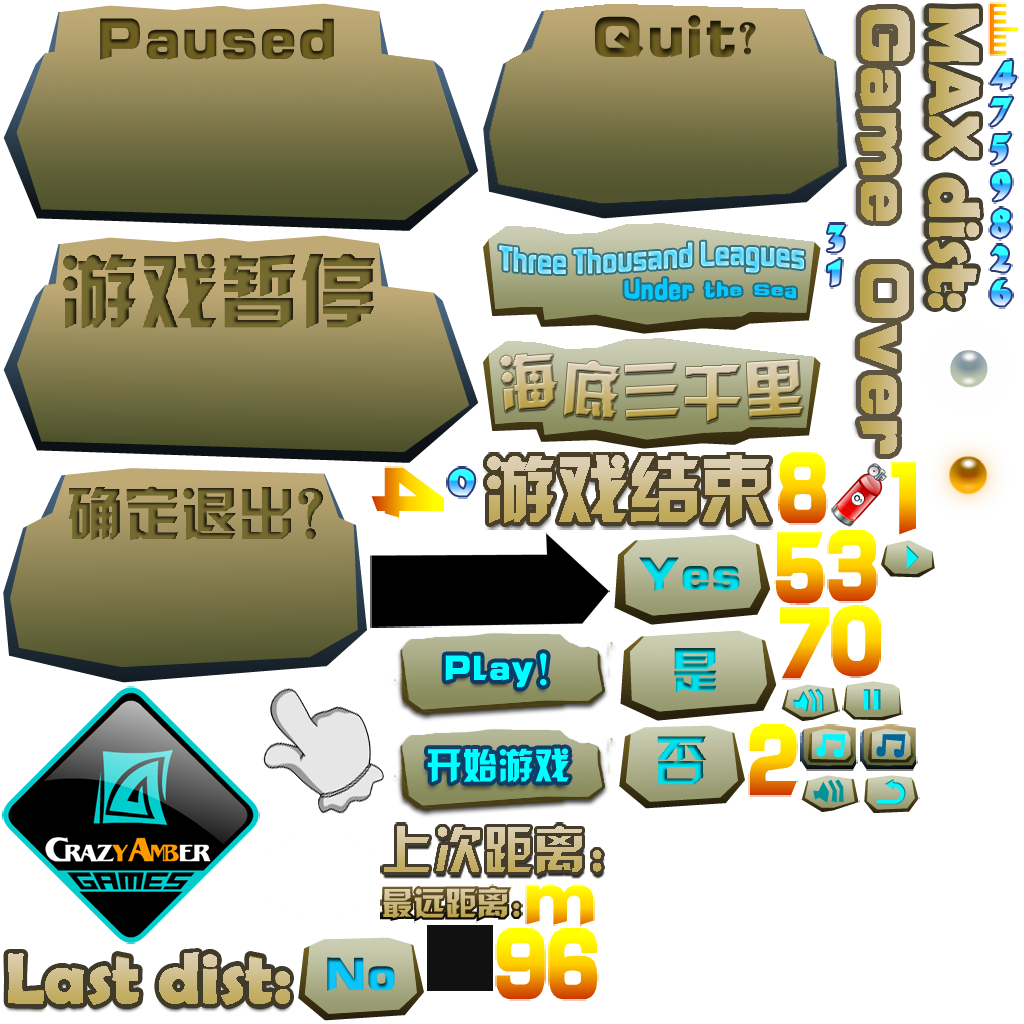 Paused
Quit?
Game Over
MAX dist:
4
7
5
9
8
2
6
3
1
游戏暂停
Three Thousand Leagues
Under the Sea
海底三千里
确定退出?
4
0
游戏结束
8
1
53
70
Yes
Play!
是
开始游戏
否
2
CRAZYAMBER
GAMES
上次距离:
最远距离:
m
96
Last dist:
No